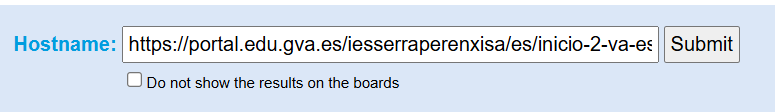 Hostname: https://portal.edu.gva.es/iesserraperenxisa/es/inicio-2-va-es Submit
Do not show the results on the boards